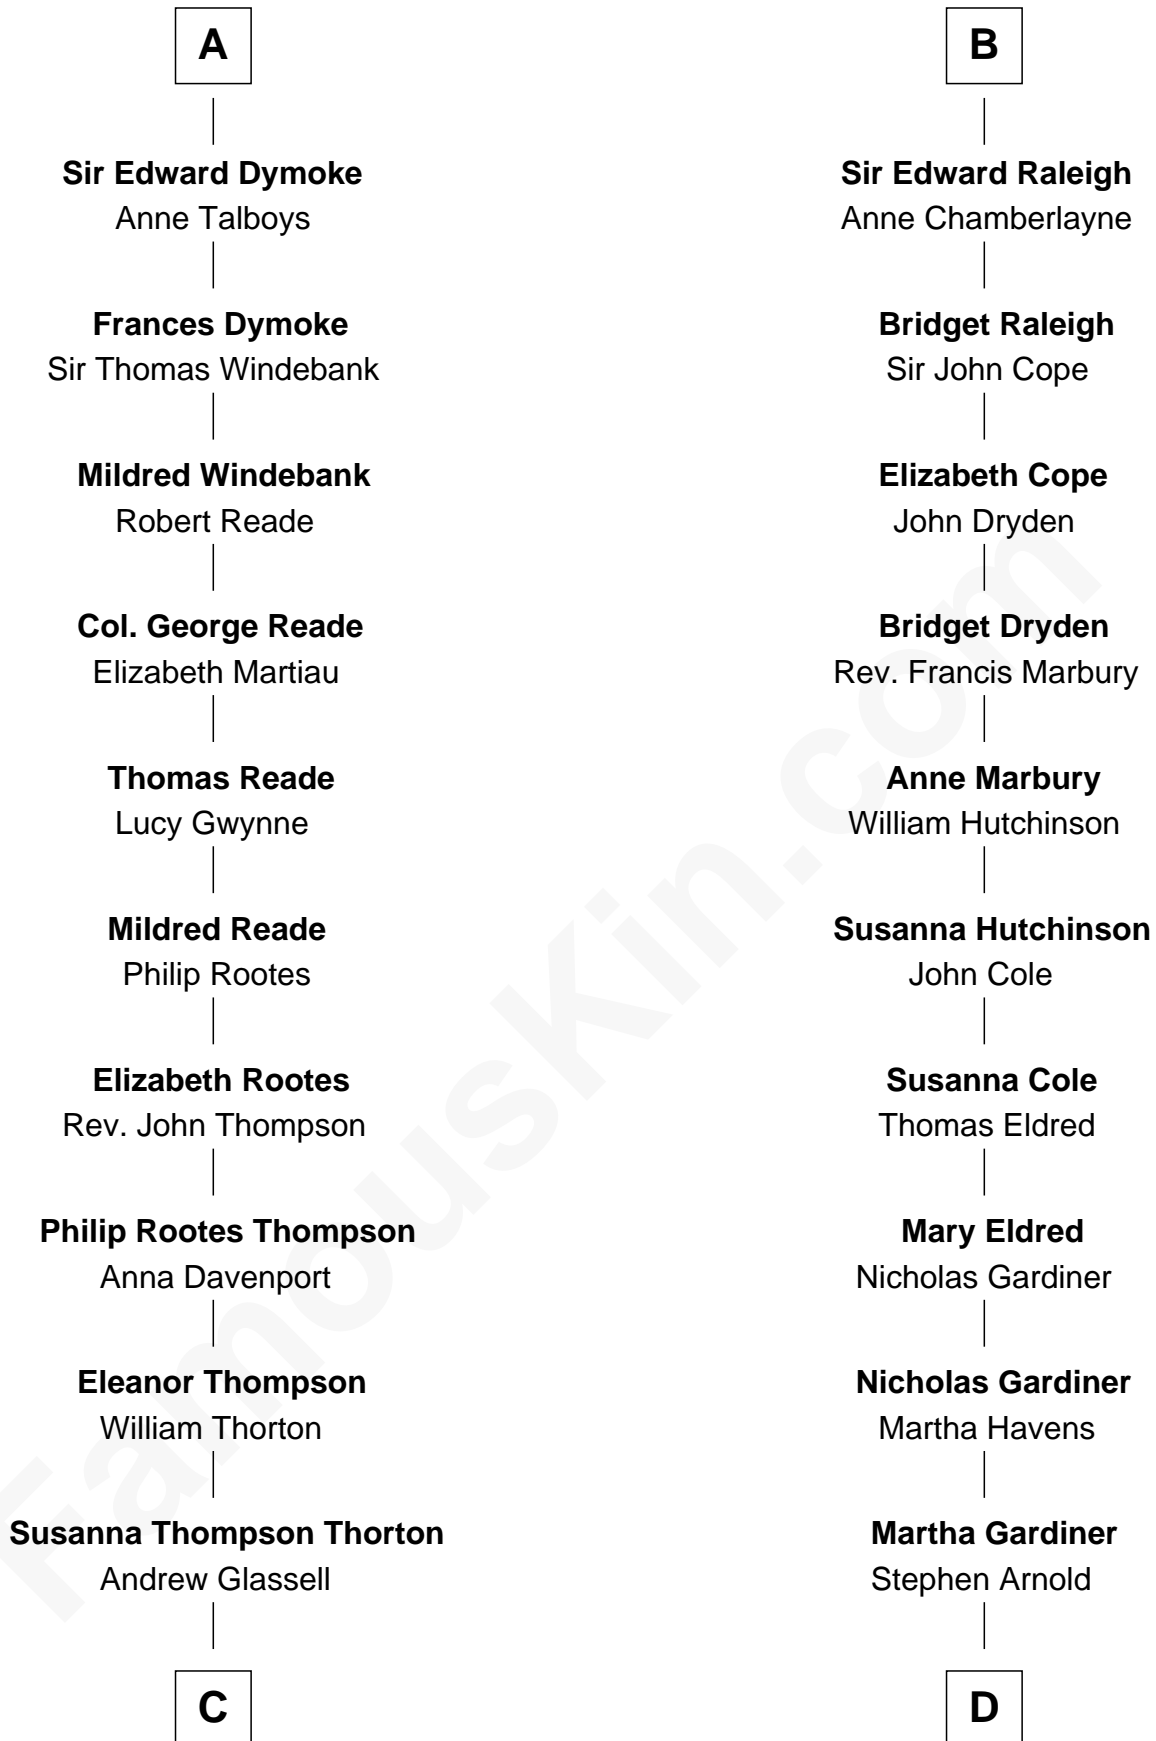 A
Sir Edward Dymoke
Anne Talboys
Frances Dymoke
Sir Thomas Windebank
Mildred Windebank
Robert Reade
Col. George Reade
Elizabeth Martiau
Thomas Reade
Lucy Gwynne
Mildred Reade
Philip Rootes
Elizabeth Rootes
Rev. John Thompson
Philip Rootes Thompson
Anna Davenport
Eleanor Thompson
William Thorton
Susanna Thompson Thorton
Andrew Glassell
C
B
Sir Edward Raleigh
Anne Chamberlayne
Bridget Raleigh
Sir John Cope
Elizabeth Cope
John Dryden
Bridget Dryden
Rev. Francis Marbury
Anne Marbury
William Hutchinson
Susanna Hutchinson
John Cole
Susanna Cole
Thomas Eldred
Mary Eldred
Nicholas Gardiner
Nicholas Gardiner
Martha Havens
Martha Gardiner
Stephen Arnold
D
FamousKin.com